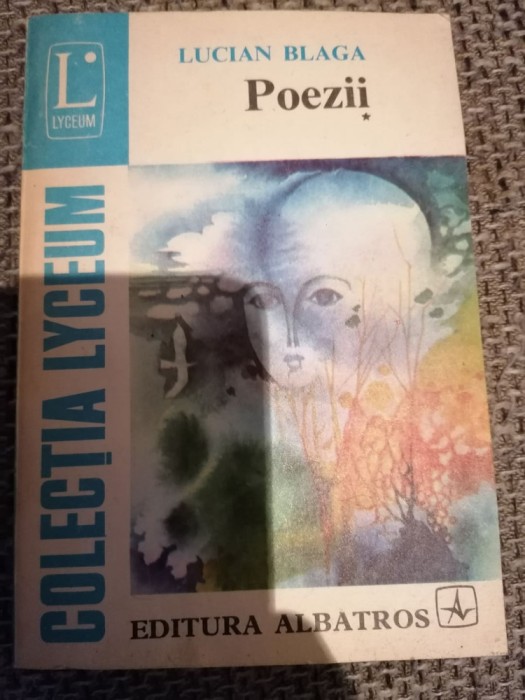 L
LYCEUM
LUCIAN BLAGA
Poezii
*
COLECȚIA LYCEUM
EDITURA ALBATROS